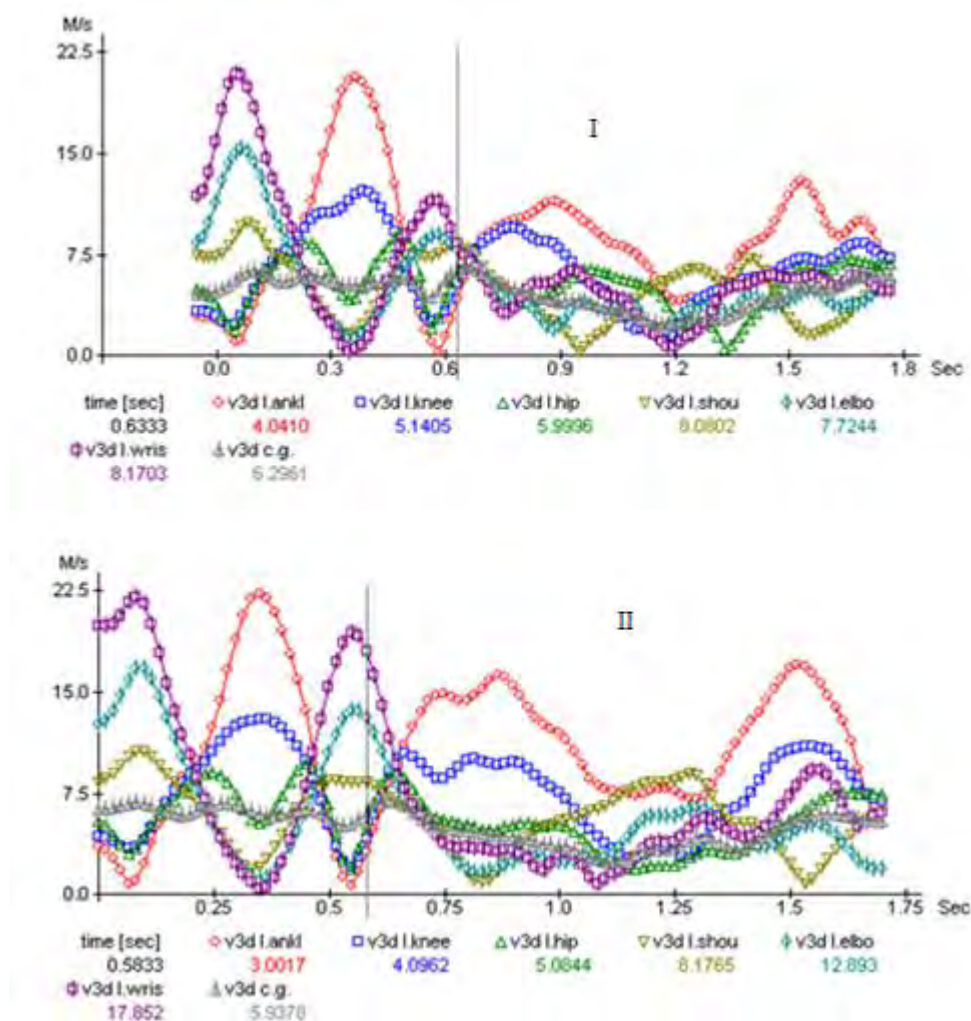 M/s
22.5
I
15.0
7.5
0.0
0.0 0.3 0.6 0.9 1.2 1.5 1.8 Sec
time [sec] v3d l.ankl v3d l.knee v3d l.hip v3d l.shou v3d l.elbo
0.6333 4.0410 5.1405 5.9996 8.0802 7.7244
v3d l.wris v3d c.g.
8.1703 6.2961
M/s
22.5
II
15.0
7.5
0.0
0.25 0.5 0.75 1.0 1.25 1.5 1.75 Sec
time [sec] v3d l.ankl v3d l.knee v3d l.hip v3d l.shou v3d l.elbo
0.5833 3.0017 4.0962 5.0844 8.1765 12.893
v3d l.wris v3d c.g.
17.852 5.9378